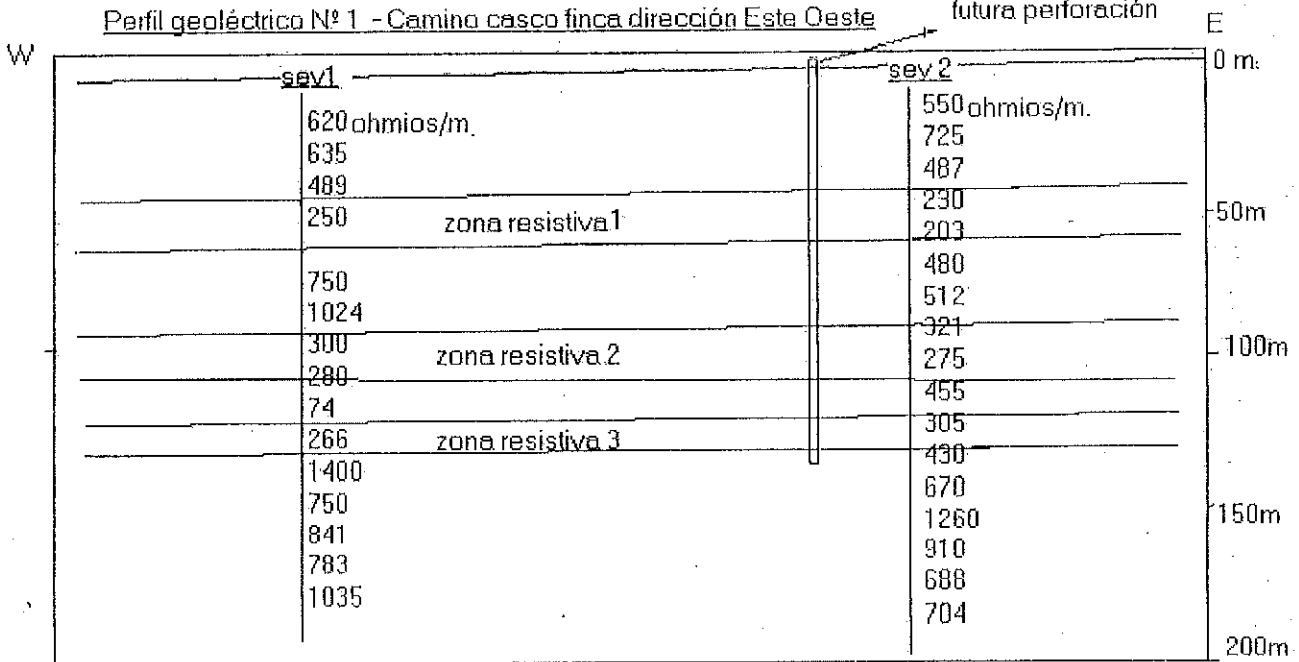 Perfil geoléctrico Nº 1 - Camino casco finca dirección Este Oeste
futura perforación
W
E
0 m.
sev1
sev 2
620 ohmios/m.
635
489
250
750
1024
300
280
74
266
1400
750
841
783
1035
zona resistiva 1
zona resistiva 2
zona resistiva 3
550 ohmios/m.
725
487
230
203
480
512
321
275
455
305
430
670
1260
910
688
704
50m
100m
150m
200m